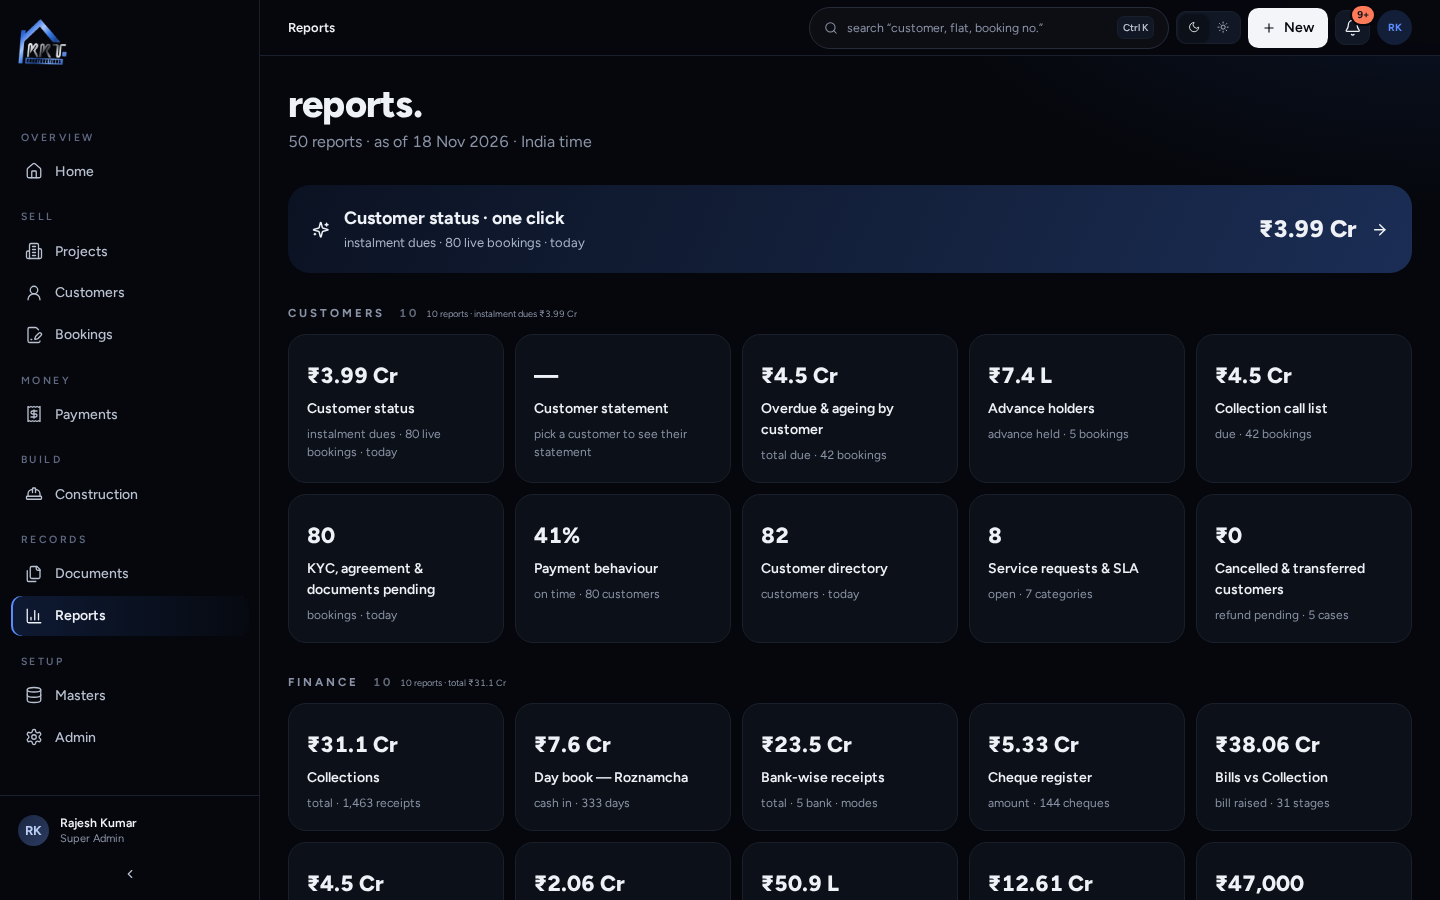 RKT
Reports
search “customer, flat, booking no.”
Ctrl K
New
9+
RK
OVERVIEW
Home
SELL
Projects
Customers
Bookings
MONEY
Payments
BUILD
Construction
RECORDS
Documents
Reports
SETUP
Masters
Admin
RK
Rajesh Kumar
Super Admin
reports.
50 reports · as of 18 Nov 2026 · India time
Customer status · one click
instalment dues · 80 live bookings · today
₹3.99 Cr
CUSTOMERS 10 10 reports · instalment dues ₹3.99 Cr
₹3.99 Cr
Customer status
instalment dues · 80 live
bookings · today
—
Customer statement
pick a customer to see their
statement
₹4.5 Cr
Overdue & ageing by
customer
total due · 42 bookings
₹7.4 L
Advance holders
advance held · 5 bookings
₹4.5 Cr
Collection call list
due · 42 bookings
80
KYC, agreement &
documents pending
bookings · today
41%
Payment behaviour
on time · 80 customers
82
Customer directory
customers · today
8
Service requests & SLA
open · 7 categories
₹0
Cancelled & transferred
customers
refund pending · 5 cases
FINANCE 10 10 reports · total ₹31.1 Cr
₹31.1 Cr
Collections
total · 1,463 receipts
₹7.6 Cr
Day book — Roznamcha
cash in · 333 days
₹23.5 Cr
Bank-wise receipts
total · 5 bank · modes
₹5.33 Cr
Cheque register
amount · 144 cheques
₹38.06 Cr
Bills vs Collection
bill raised · 31 stages
₹4.5 Cr
₹2.06 Cr
₹50.9 L
₹12.61 Cr
₹47,000